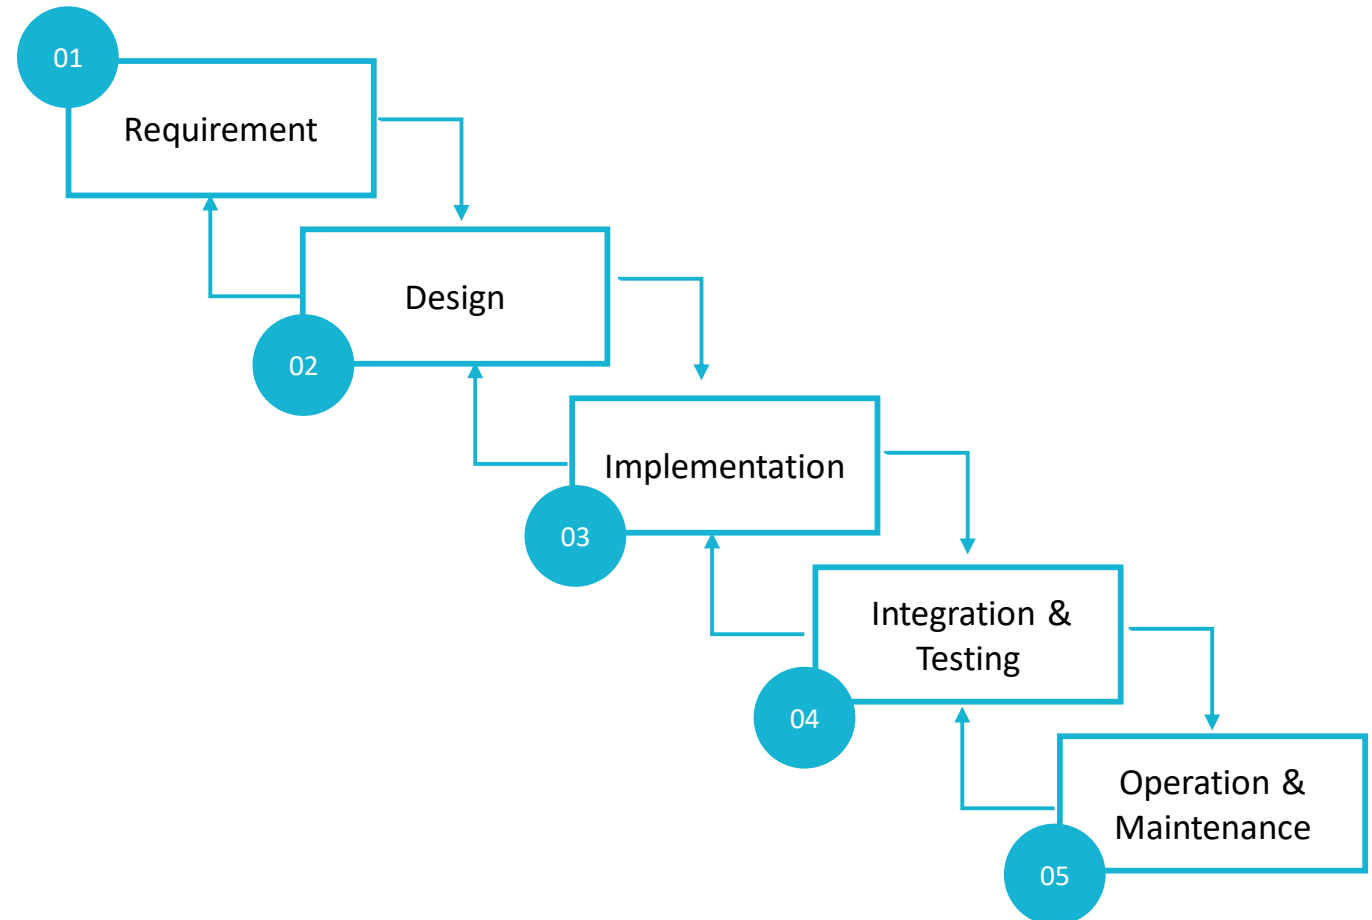 01
Requirement
02
Design
03
Implementation
04
Integration &
Testing
05
Operation &
Maintenance